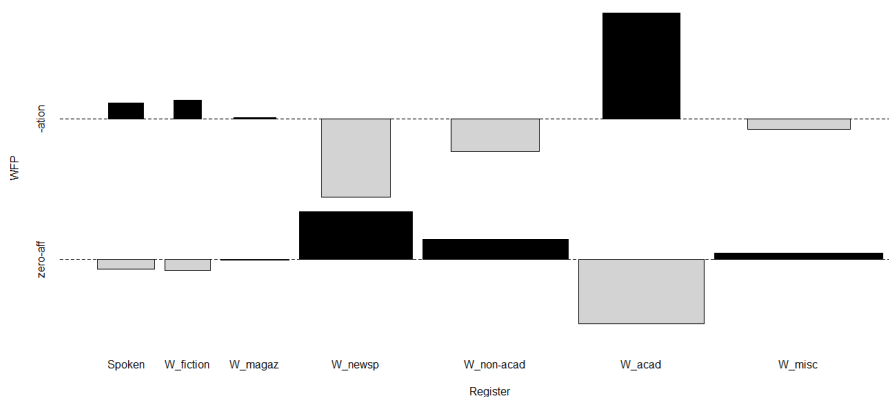 -ation
WFP
zero-aff
Spoken W_fiction W_magaz W_newsp W_non-acad W_acad W_misc
Register